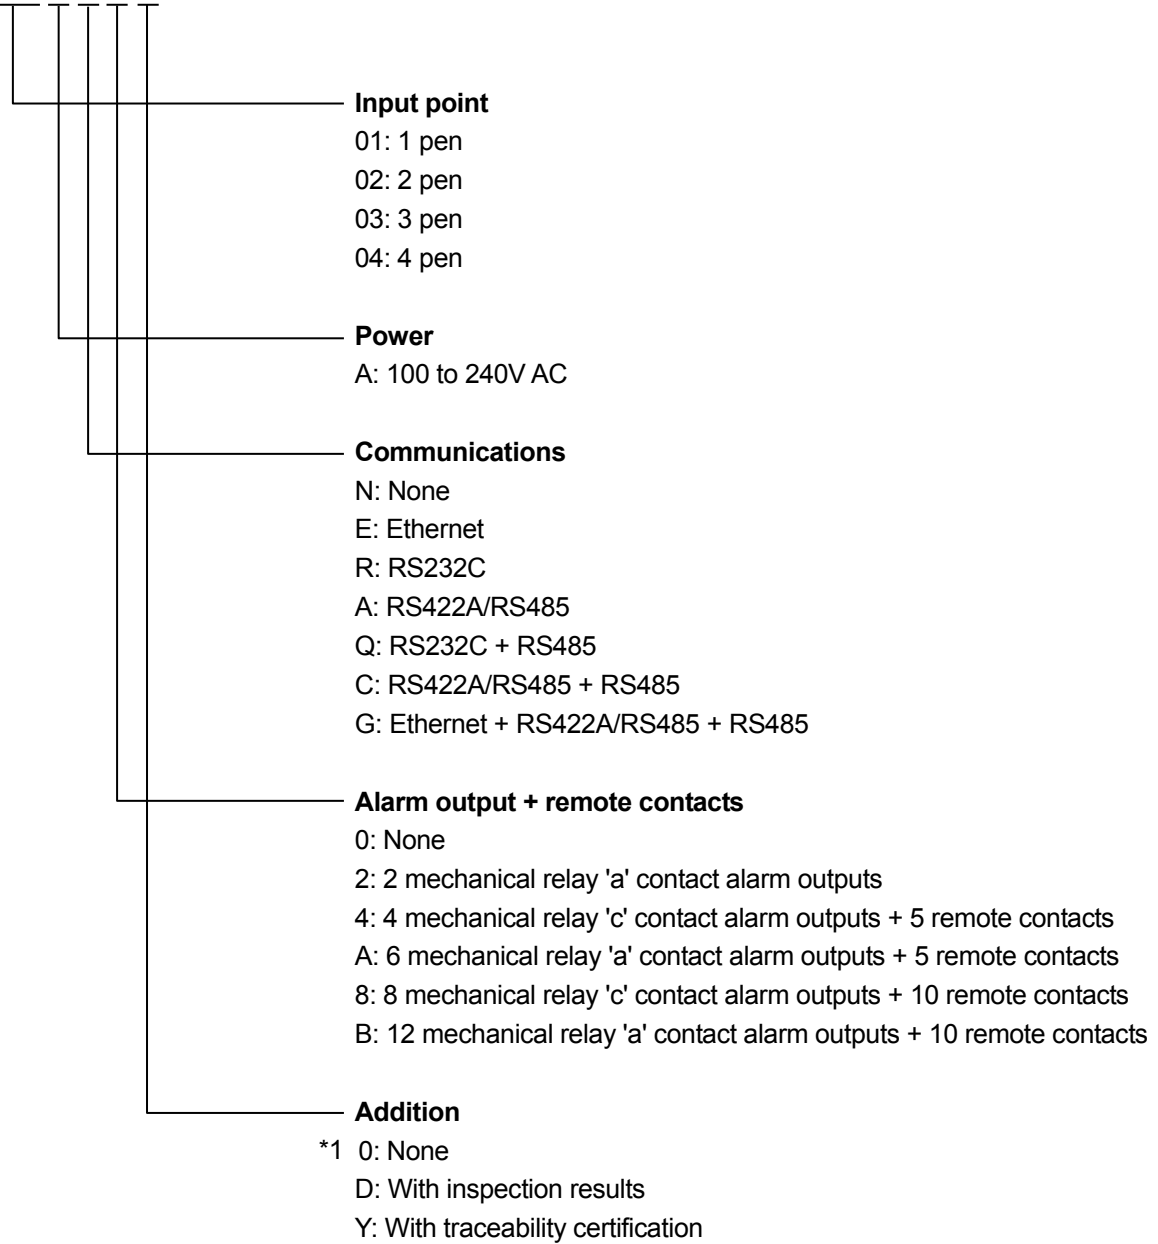 Input point
01: 1 pen
02: 2 pen
03: 3 pen
04: 4 pen
Power
A: 100 to 240V AC
Communications
N: None
E: Ethernet
R: RS232C
A: RS422A/RS485
Q: RS232C + RS485
C: RS422A/RS485 + RS485
G: Ethernet + RS422A/RS485 + RS485
Alarm output + remote contacts
0: None
2: 2 mechanical relay 'a' contact alarm outputs
4: 4 mechanical relay 'c' contact alarm outputs + 5 remote contacts
A: 6 mechanical relay 'a' contact alarm outputs + 5 remote contacts
8: 8 mechanical relay 'c' contact alarm outputs + 10 remote contacts
B: 12 mechanical relay 'a' contact alarm outputs + 10 remote contacts
Addition
*1 0: None
D: With inspection results
Y: With traceability certification